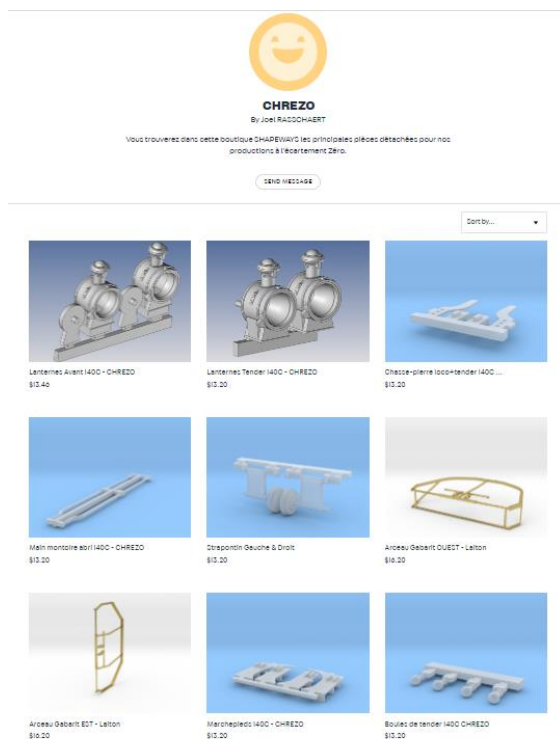 CHREZO
By Joel RASSCHAERT
Vous trouverez dans cette boutique SHAPEWAYS les principales pièces détachées pour nos
productions à l'écartement Zéro.
SEND MESSAGE
Sort by...
Lanternes Avant 140C - CHREZO
$13.46
Lanternes Tender 140C - CHREZO
$13.20
Chasse-pierre loco+tender 140C ...
$13.20
Main montoire abri 140C - CHREZO
$13.20
Strapontin Gauche & Droit
$13.20
Arceau Gabarit OUEST - Laiton
$16.20
Arceau Gabarit EST - Laiton
$16.20
Marchepieds 140C - CHREZO
$13.20
Boules de tender 140C CHREZO
$13.20